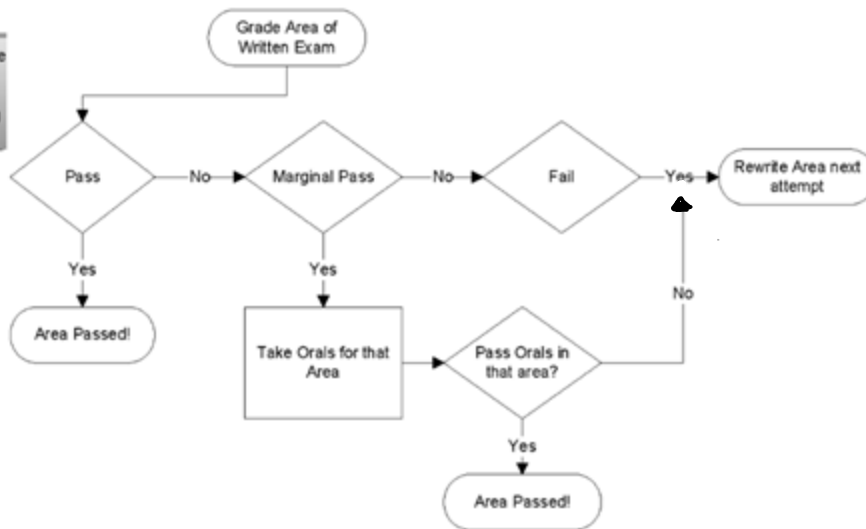 Grade Area of
Written Exam
Pass
No
Marginal Pass
No
Fail
Yes
Rewrite Area next
attempt
Yes
Yes
No
Area Passed!
Take Orals for that
Area
Pass Orals in
that area?
Yes
Area Passed!